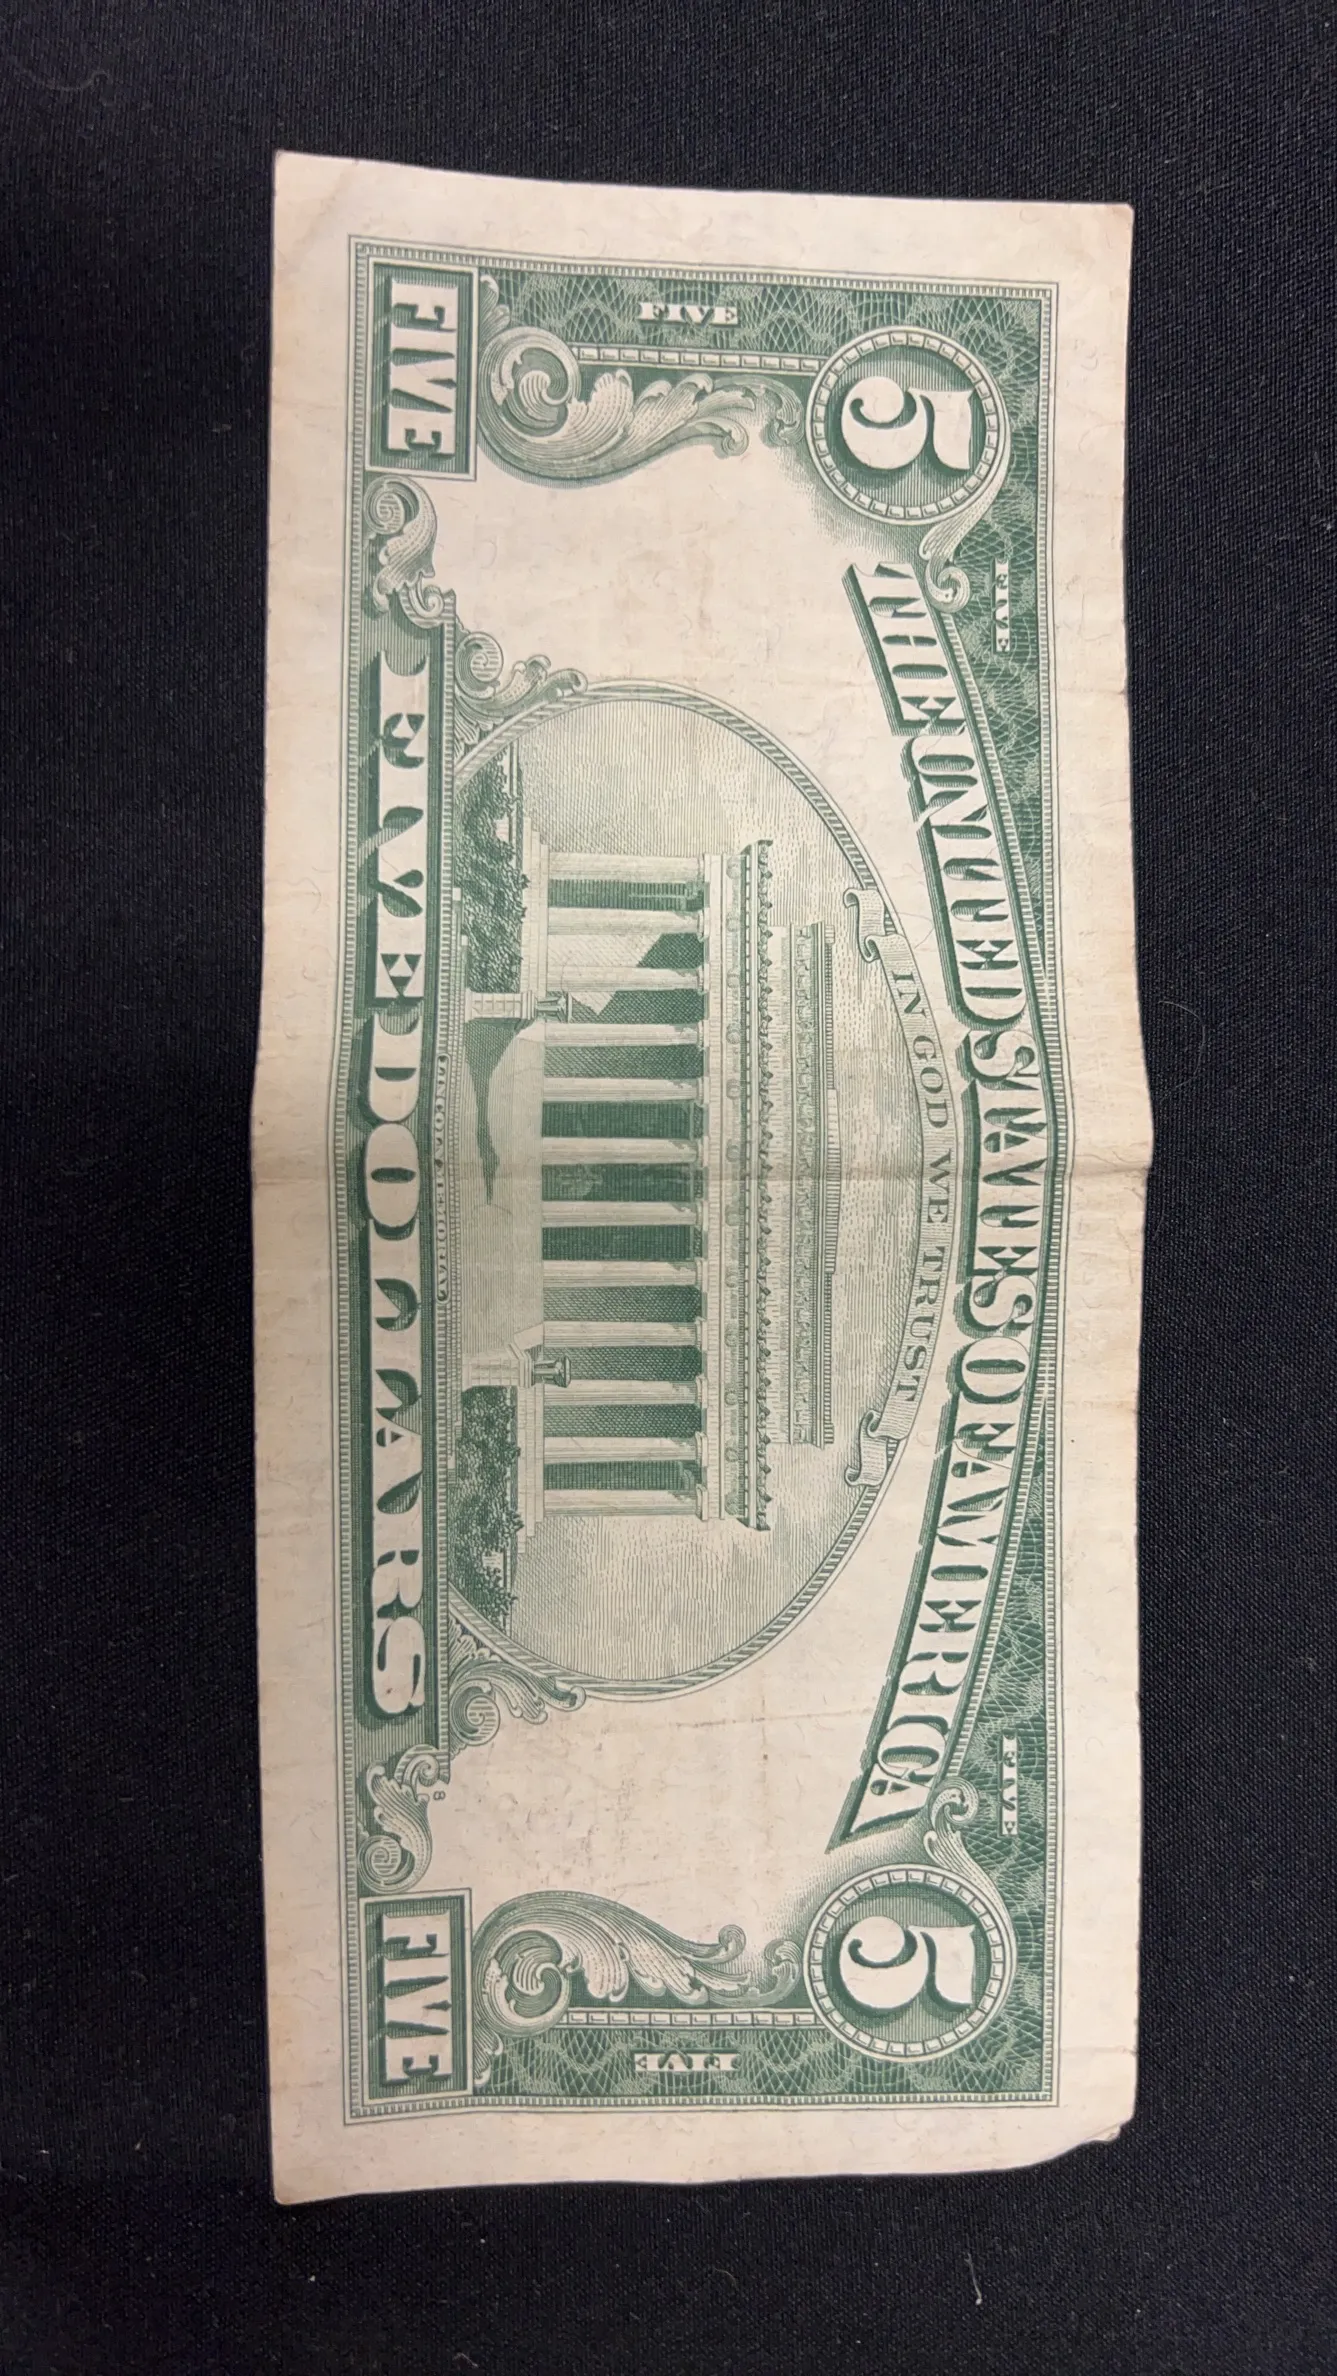 FIVE
5
FIVE
THE UNITED STATES OF AMERICA
FIVE
5
FIVE
IN GOD WE TRUST
LINCOLN MEMORIAL
8
FIVE
FIVE DOLLARS
FIVE